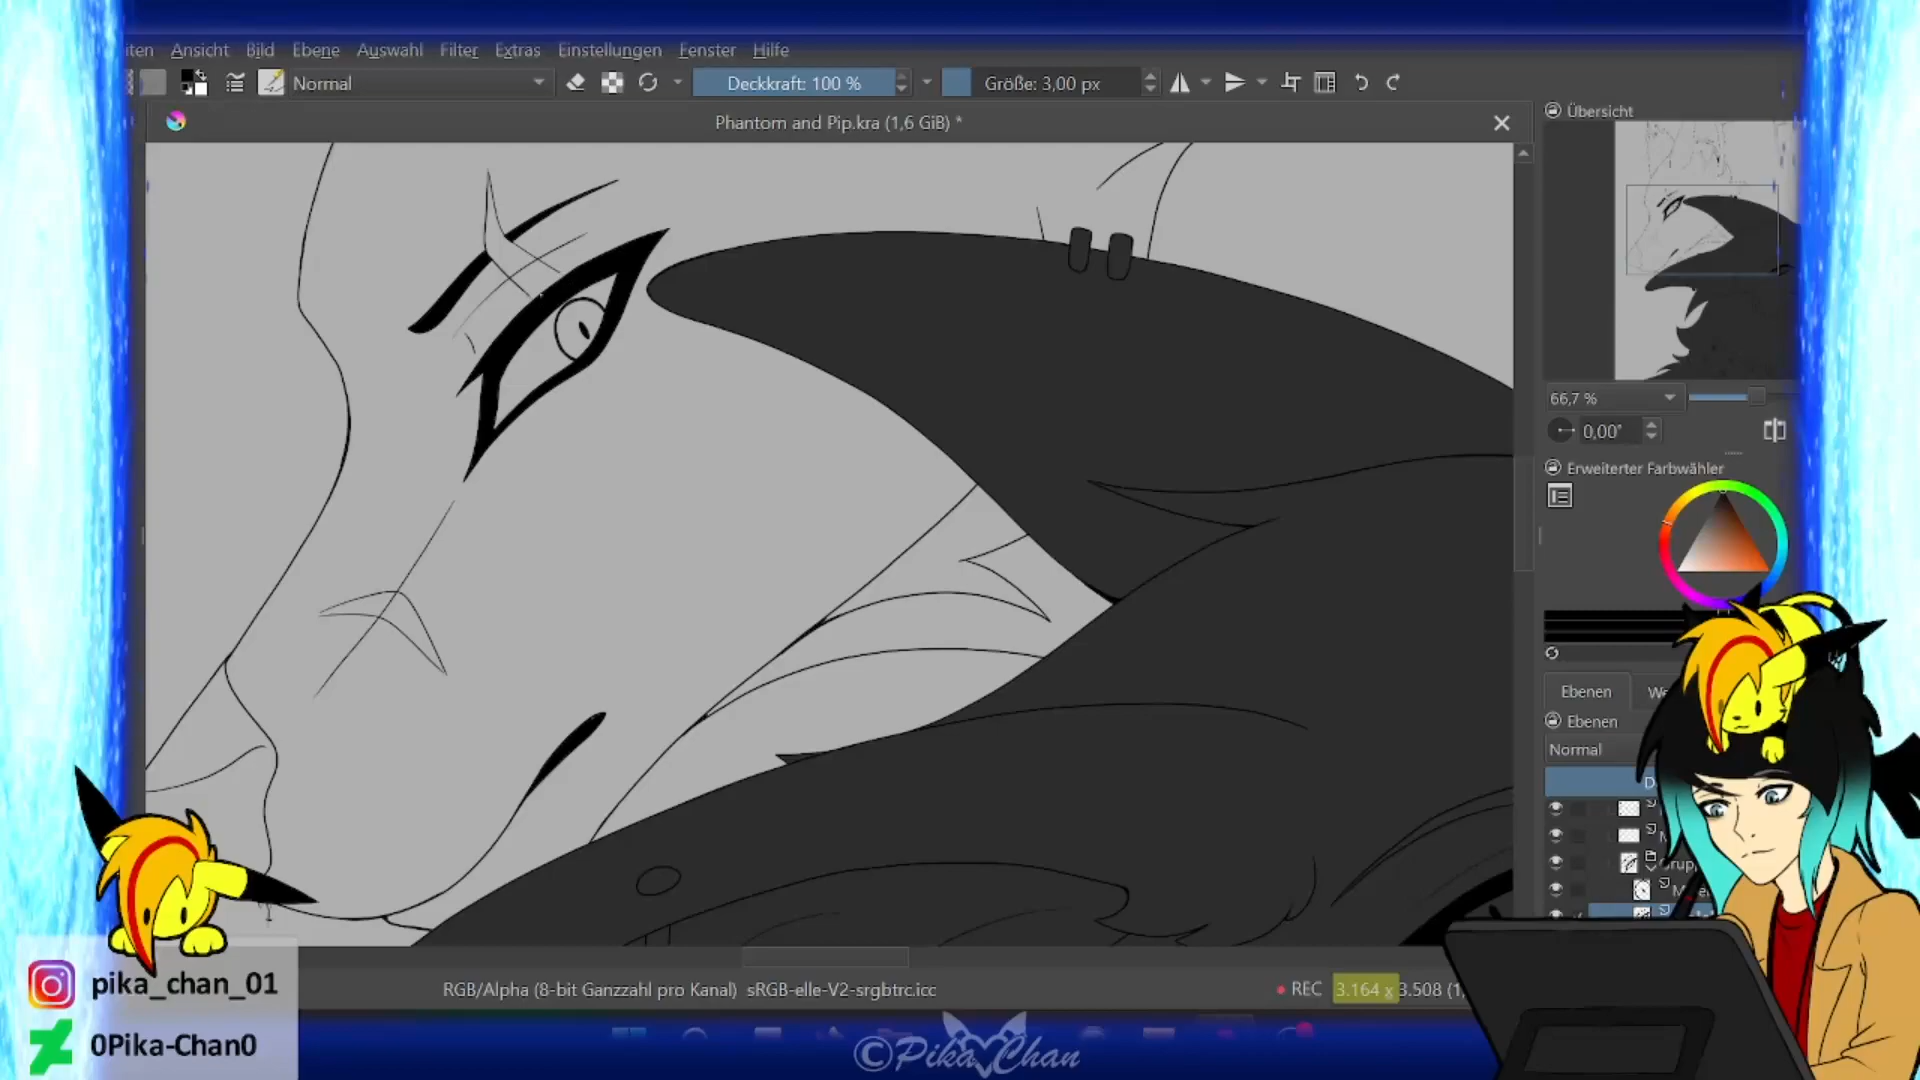 iten Ansicht Bild Ebene Auswahl Filter Extras Einstellungen Fenster Hilfe
Normal Deckkraft: 100 % Größe: 3,00 px
Phantom and Pip.kra (1,6 GiB) *
Übersicht
66,7 %
0,00°
Erweiterter Farbwähler
Ebenen
Ebenen
Normal
RGB/Alpha (8-bit Ganzzahl pro Kanal) sRGB-elle-V2-srgbtrc.icc
REC 3.164 x 3.508 (1,
pika_chan_01
0Pika-Chan0
©Pika Chan